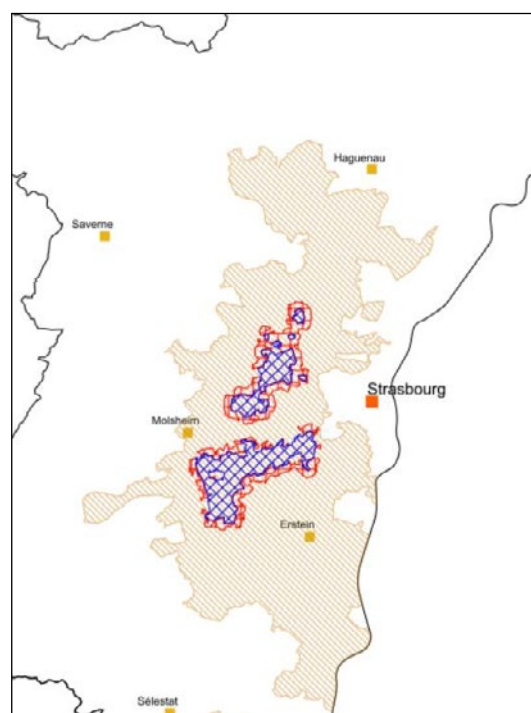 Haguenau
Saverne
Strasbourg
Molsheim
Erstein
Sélestat